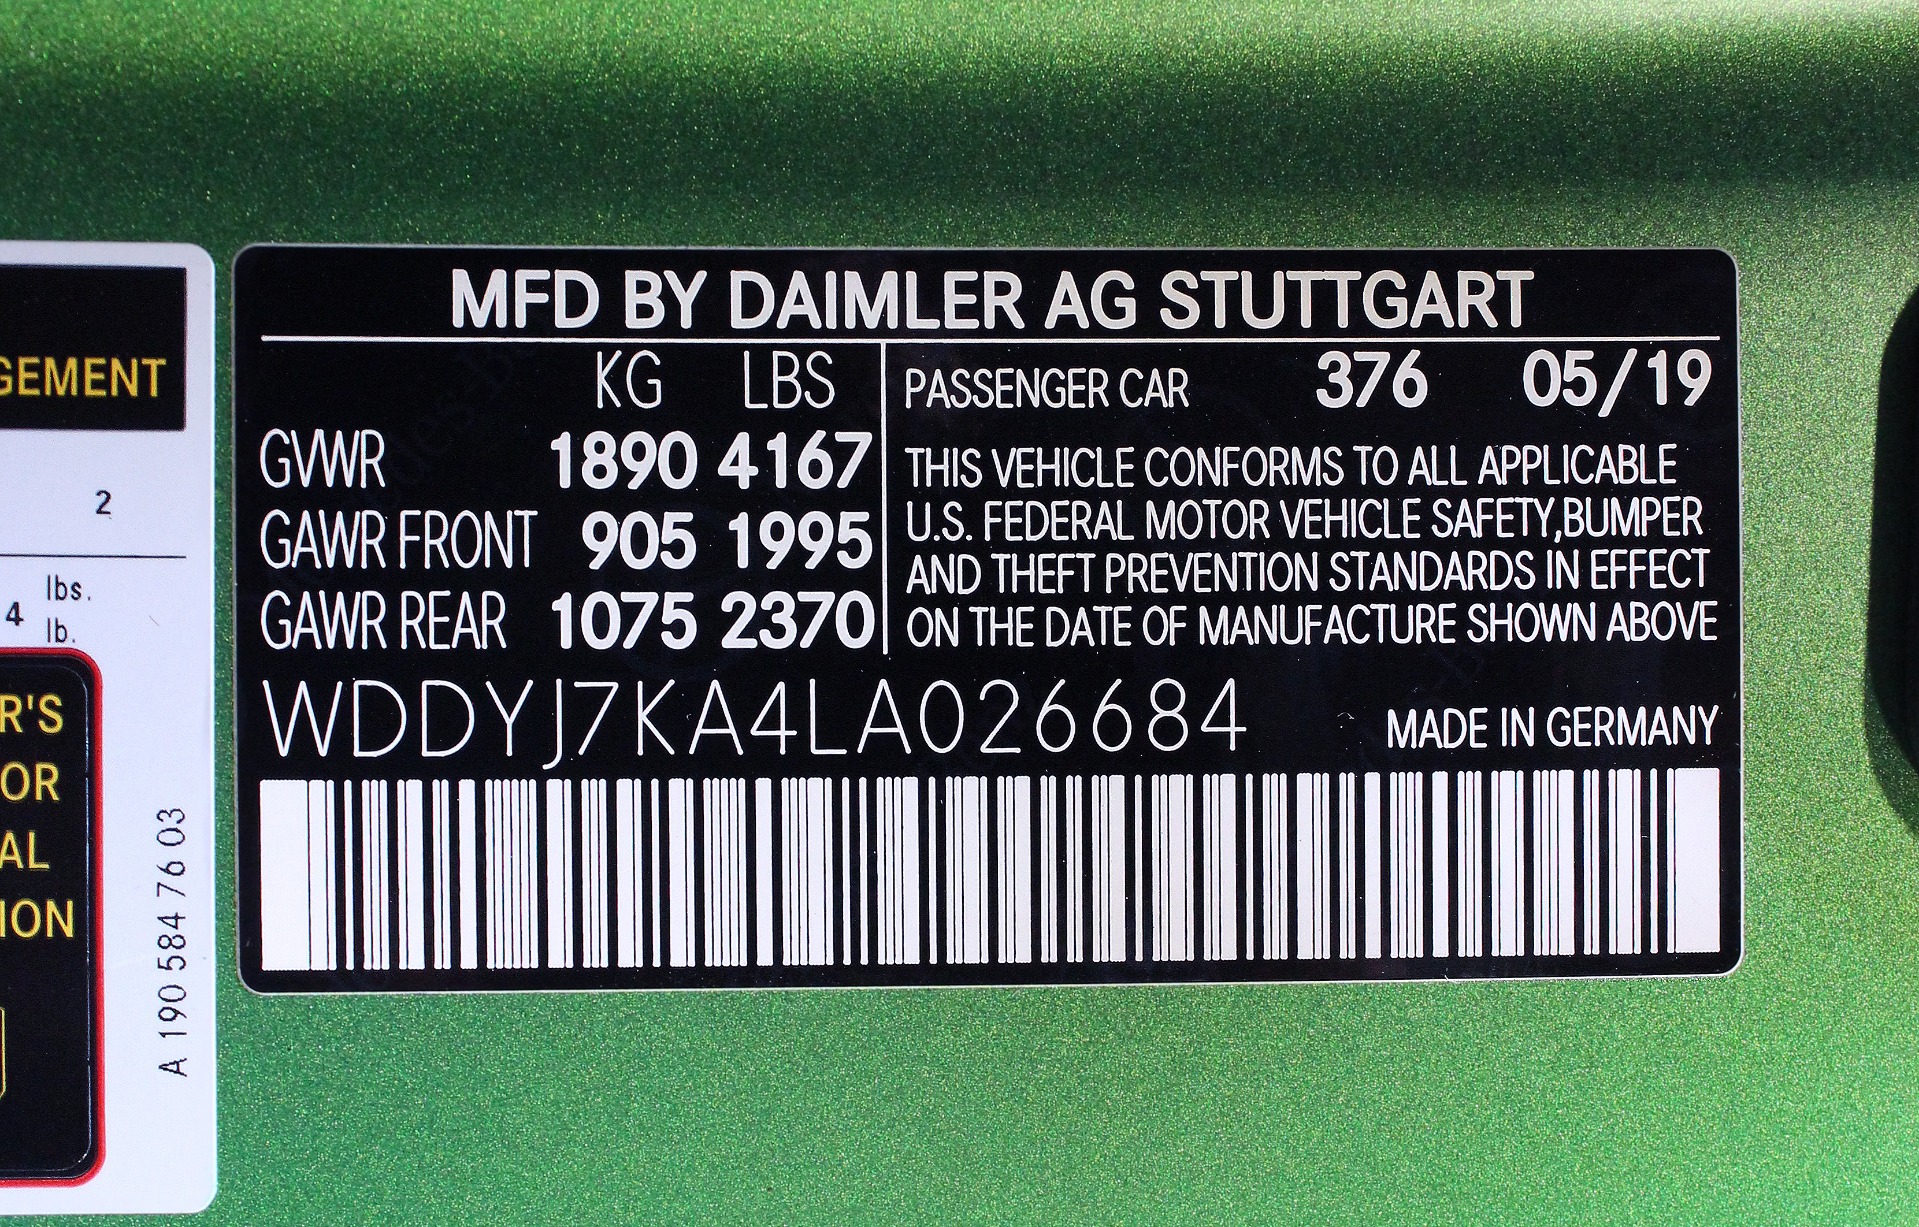 GEMENT
2
4 lbs.
lb.
R'S
OR
AL
ION
A 190 584 76 03
MFD BY DAIMLER AG STUTTGART
KG LBS
GVWR 1890 4167
GAWR FRONT 905 1995
GAWR REAR 1075 2370
PASSENGER CAR 376 05/19
THIS VEHICLE CONFORMS TO ALL APPLICABLE
U.S. FEDERAL MOTOR VEHICLE SAFETY,BUMPER
AND THEFT PREVENTION STANDARDS IN EFFECT
ON THE DATE OF MANUFACTURE SHOWN ABOVE
WDDYJ7KA4LA026684
MADE IN GERMANY